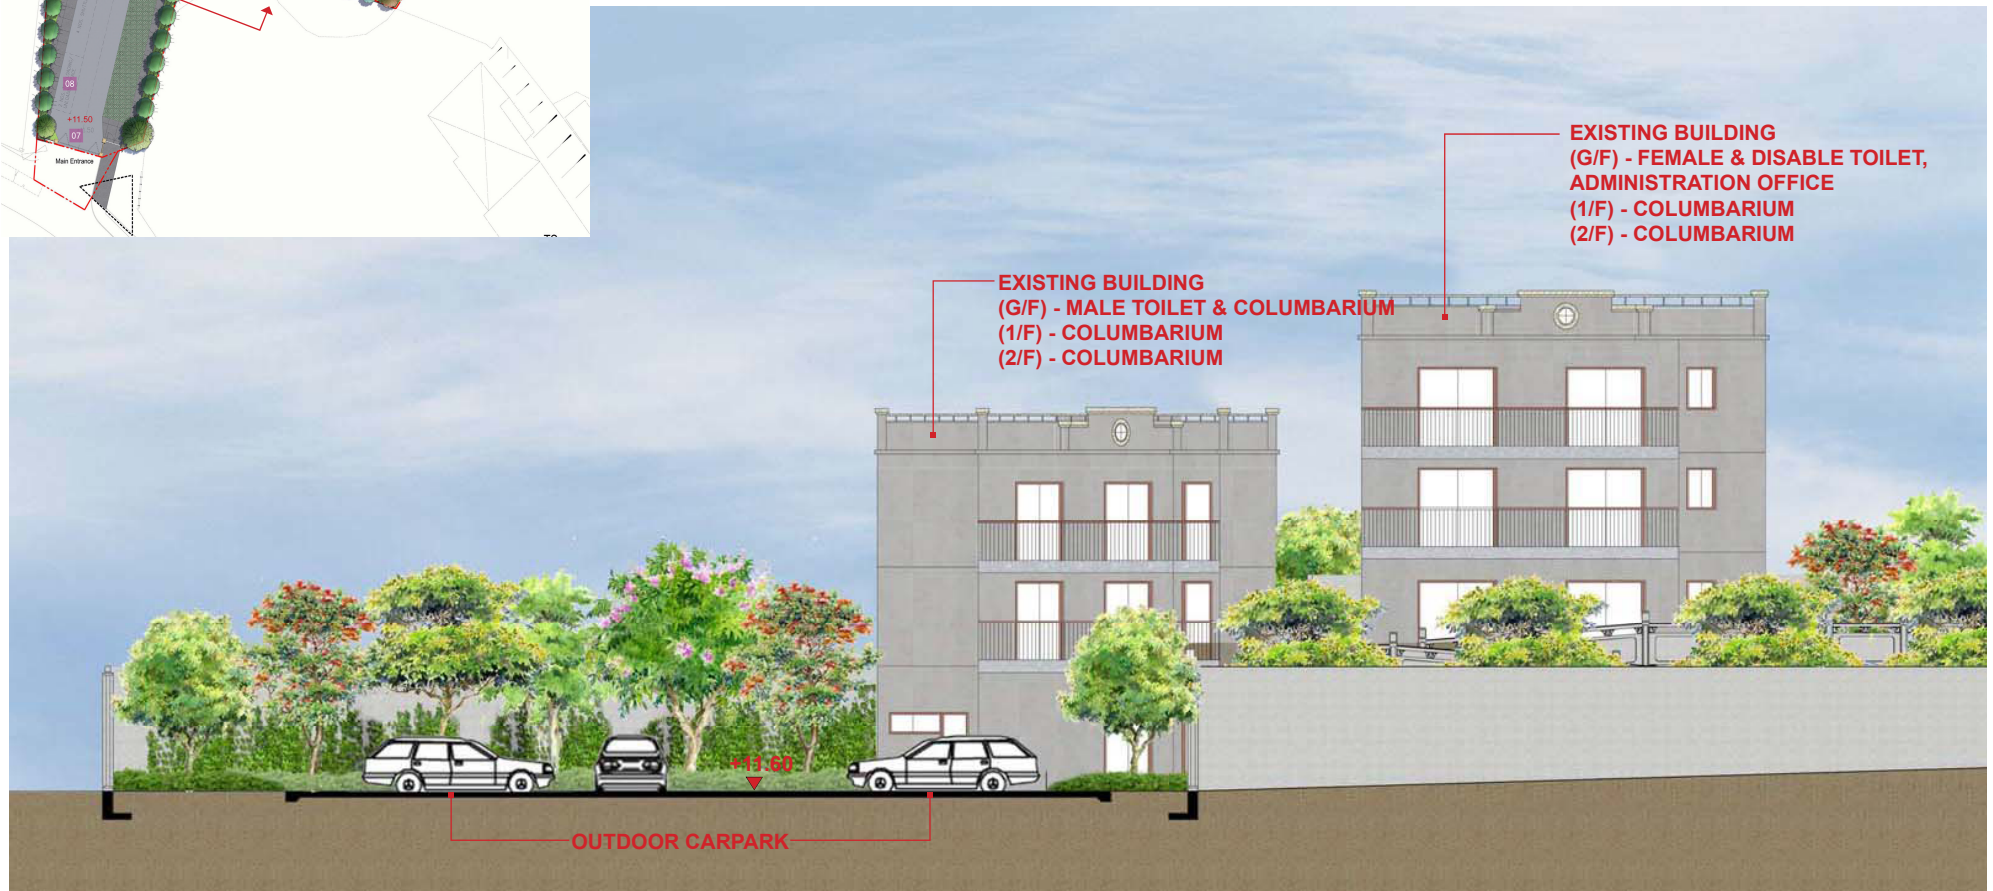 08
+11.50
07
Main Entrance
EXISTING BUILDING
(G/F) - FEMALE & DISABLE TOILET,
ADMINISTRATION OFFICE
(1/F) - COLUMBARIUM
(2/F) - COLUMBARIUM
EXISTING BUILDING
(G/F) - MALE TOILET & COLUMBARIUM
(1/F) - COLUMBARIUM
(2/F) - COLUMBARIUM
+11.60
OUTDOOR CARPARK